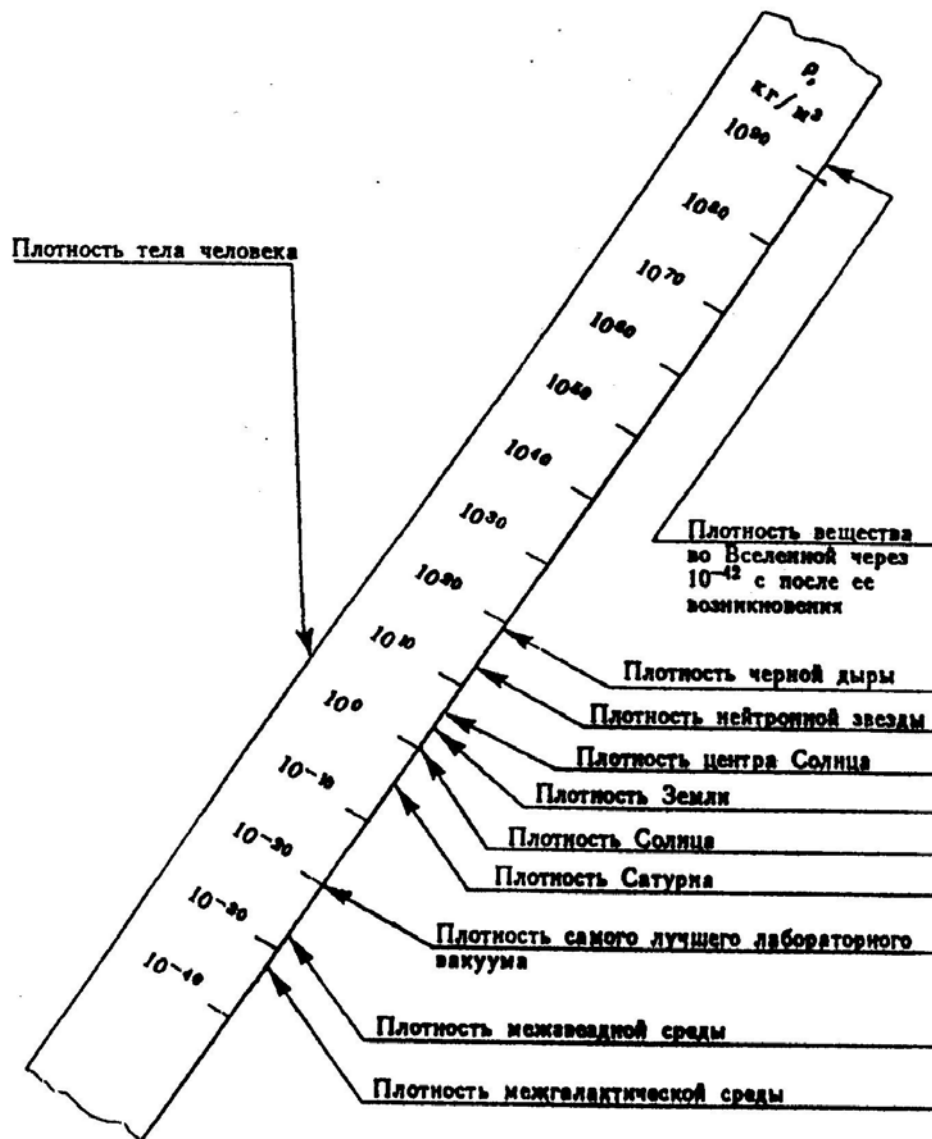 ρ,
кг/м³
10⁹⁰
10⁸⁰
10⁷⁰
10⁶⁰
10⁵⁰
10⁴⁰
10³⁰
10²⁰
10¹⁰
10⁰
10⁻¹⁰
10⁻²⁰
10⁻³⁰
10⁻⁴⁰
Плотность тела человека
Плотность вещества
во Вселенной через
10⁻⁴² с после ее
возникновения
Плотность черной дыры
Плотность нейтронной звезды
Плотность центра Солнца
Плотность Земли
Плотность Солнца
Плотность Сатурна
Плотность самого лучшего лабораторного
вакуума
Плотность межзвездной среды
Плотность межгалактической среды